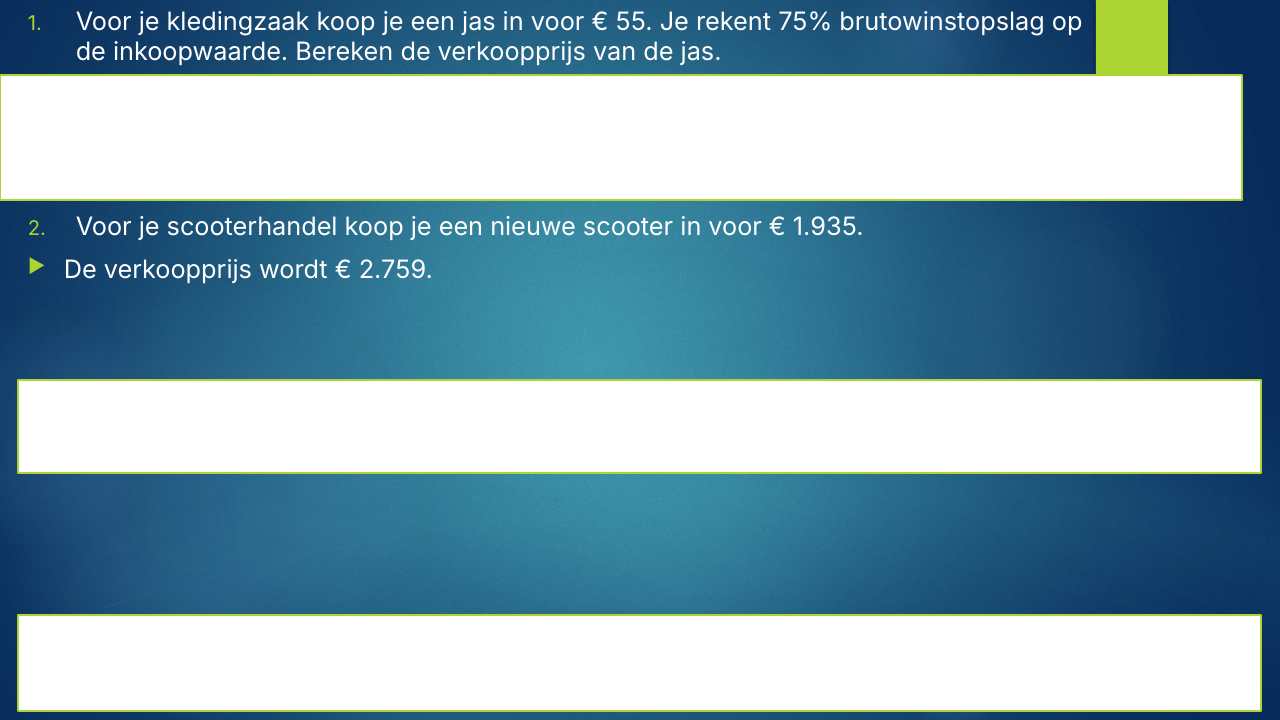 1. Voor je kledingzaak koop je een jas in voor € 55. Je rekent 75% brutowinstopslag op
de inkoopwaarde. Bereken de verkoopprijs van de jas.
2. Voor je scooterhandel koop je een nieuwe scooter in voor € 1.935.
De verkoopprijs wordt € 2.759.